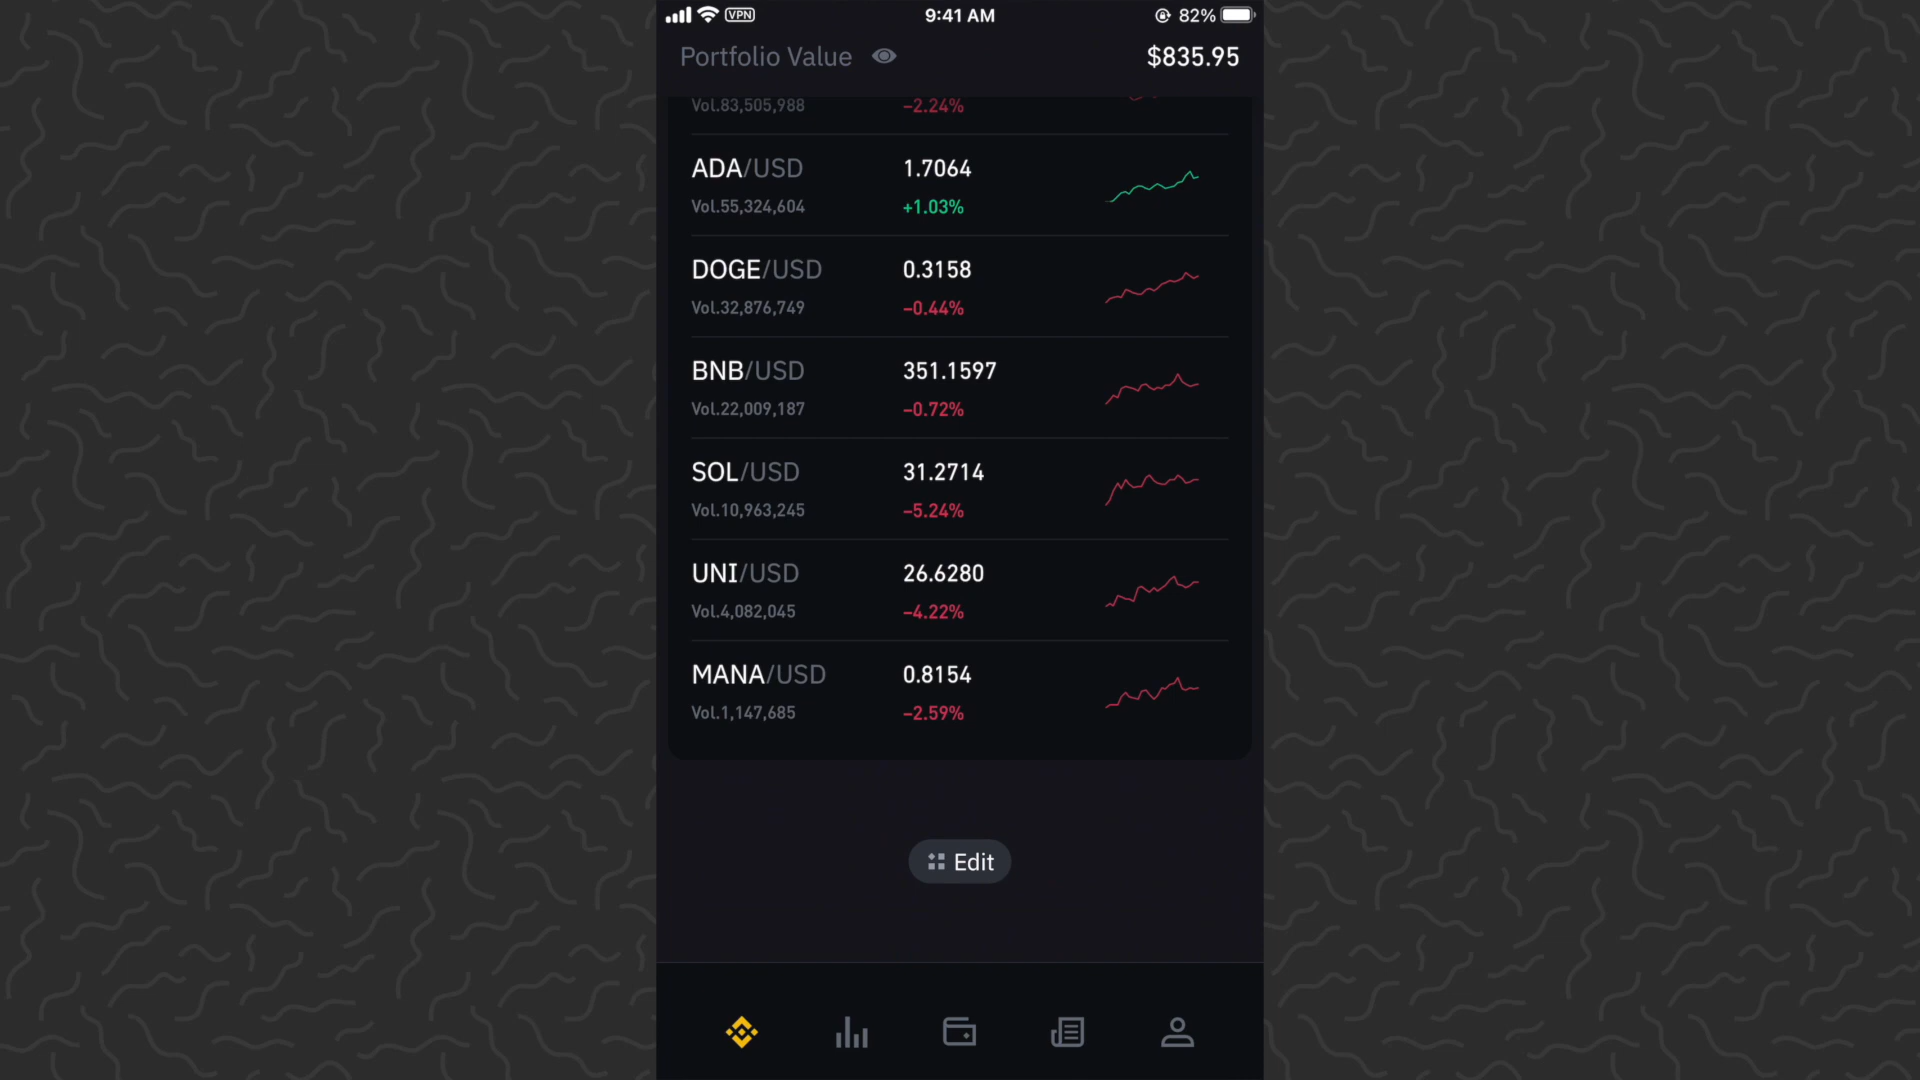 VPN 9:41 AM 82%
Portfolio Value $835.95
Vol.83,505,988 -2.24%
ADA/USD 1.7064
Vol.55,324,604 +1.03%
DOGE/USD 0.3158
Vol.32,876,749 -0.44%
BNB/USD 351.1597
Vol.22,009,187 -0.72%
SOL/USD 31.2714
Vol.10,963,245 -5.24%
UNI/USD 26.6280
Vol.4,082,045 -4.22%
MANA/USD 0.8154
Vol.1,147,685 -2.59%
Edit